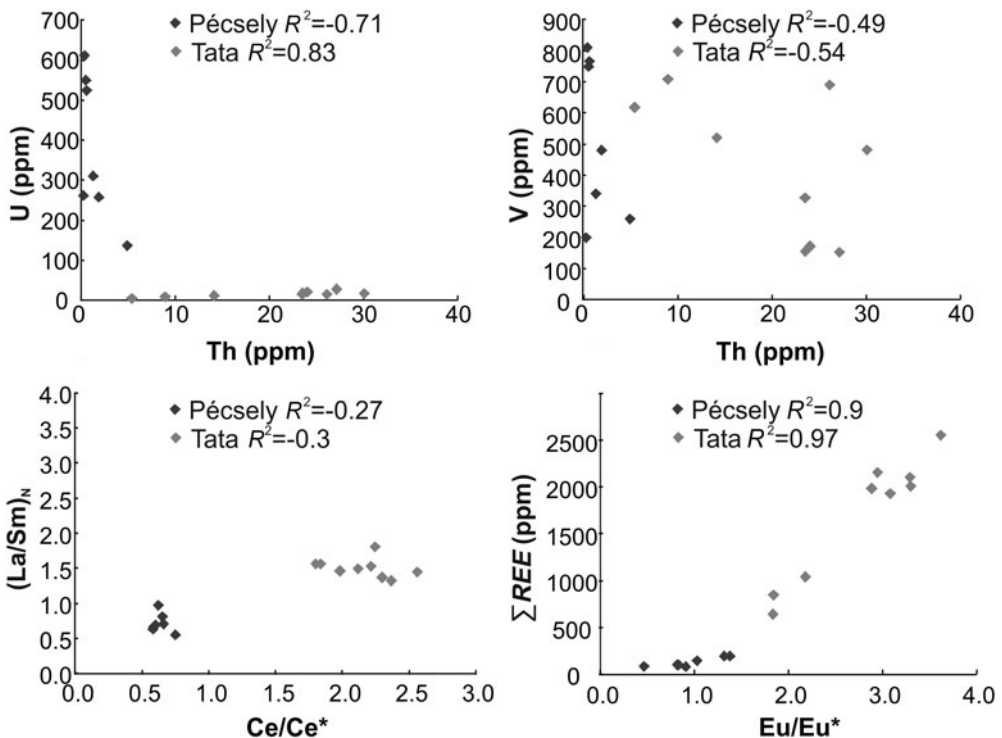 700
600
500
400
300
200
100
0
U (ppm)
0 10 20 30 40
Th (ppm)
Pécsely R²=-0.71
Tata R²=0.83
900
800
700
600
500
400
300
200
100
0
V (ppm)
0 10 20 30 40
Th (ppm)
Pécsely R²=-0.49
Tata R²=-0.54
4.0
3.5
3.0
2.5
2.0
1.5
1.0
0.5
0.0
(La/Sm)N
0.0 0.5 1.0 1.5 2.0 2.5 3.0
Ce/Ce*
Pécsely R²=-0.27
Tata R²=-0.3
2500
2000
1500
1000
500
0
∑REE (ppm)
0.0 1.0 2.0 3.0 4.0
Eu/Eu*
Pécsely R²=0.9
Tata R²=0.97